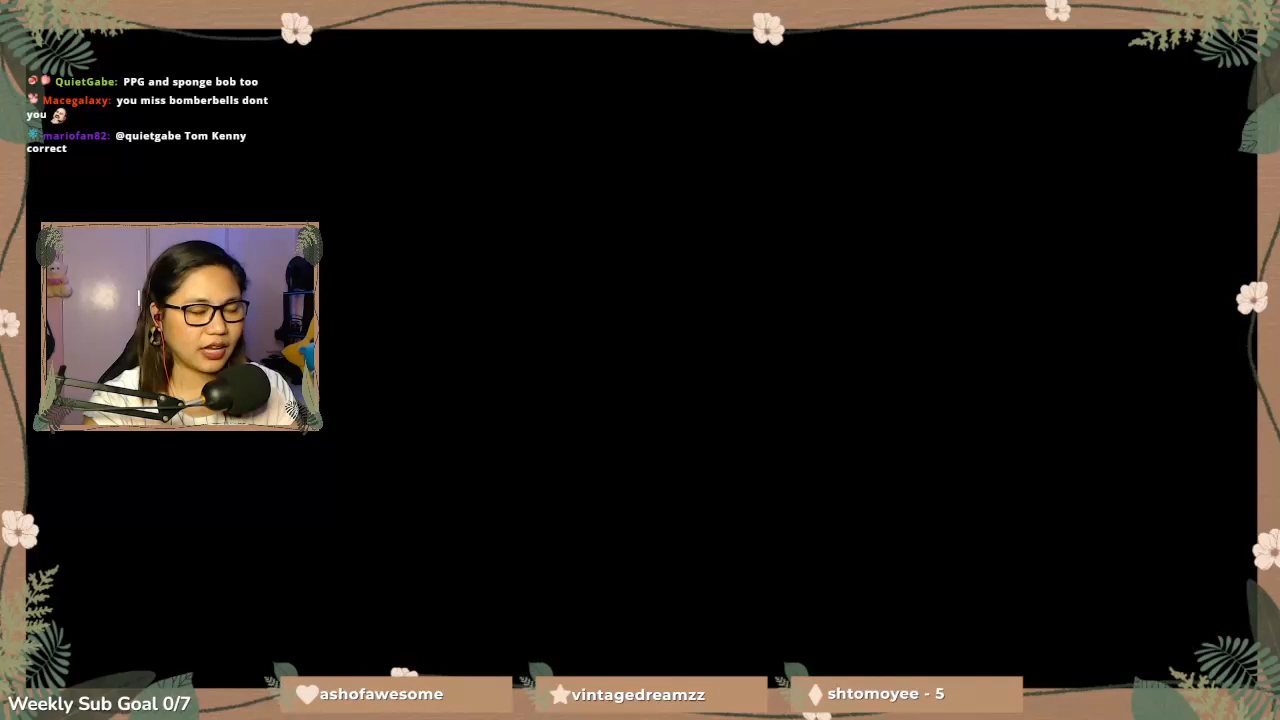 QuietGabe: PPG and sponge bob too
Macegalaxy: you miss bomberbells dont
you
mariofan82: @quietgabe Tom Kenny
correct
Weekly Sub Goal 0/7
ashofawesome
vintagedreamzz
shtomoyee - 5